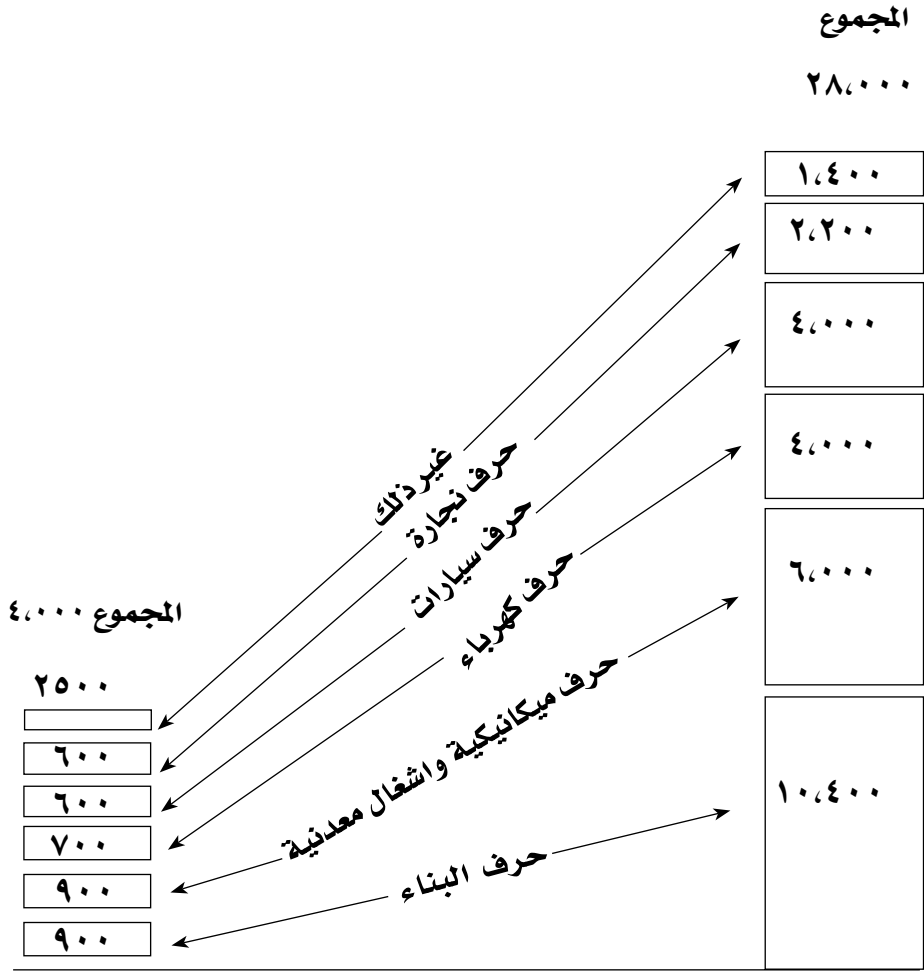 المجموع
٢٨،٠٠٠
١،٤٠٠
٢،٢٠٠
٤،٠٠٠
٤،٠٠٠
٦،٠٠٠
١٠،٤٠٠
غير ذلك
حرف نجارة
حرف سيارات
حرف كهرباء
حرف ميكانيكية واشغال معدنية
حرف البناء
المجموع ٤،٠٠٠
٢٥٠٠
٦٠٠
٦٠٠
٧٠٠
٩٠٠
٩٠٠